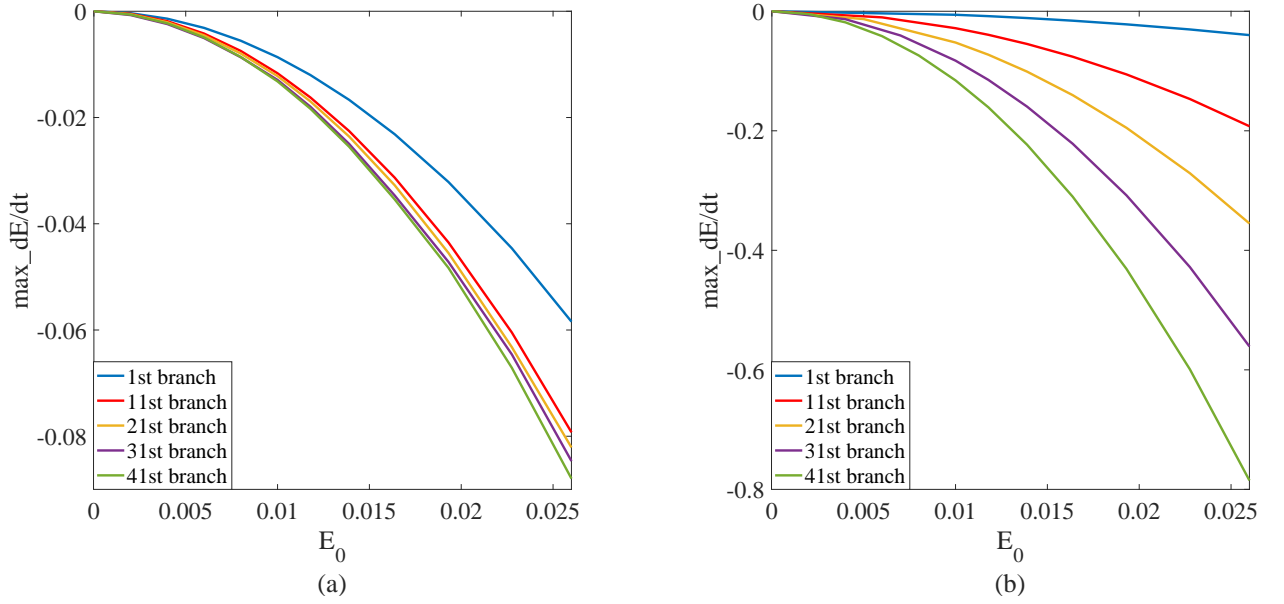 0
-0.02
-0.04
-0.06
-0.08
max_dE/dt
1st branch
11st branch
21st branch
31st branch
41st branch
0 0.005 0.01 0.015 0.02 0.025
E_0
(a)
0
-0.2
-0.4
-0.6
-0.8
max_dE/dt
1st branch
11st branch
21st branch
31st branch
41st branch
0 0.005 0.01 0.015 0.02 0.025
E_0
(b)